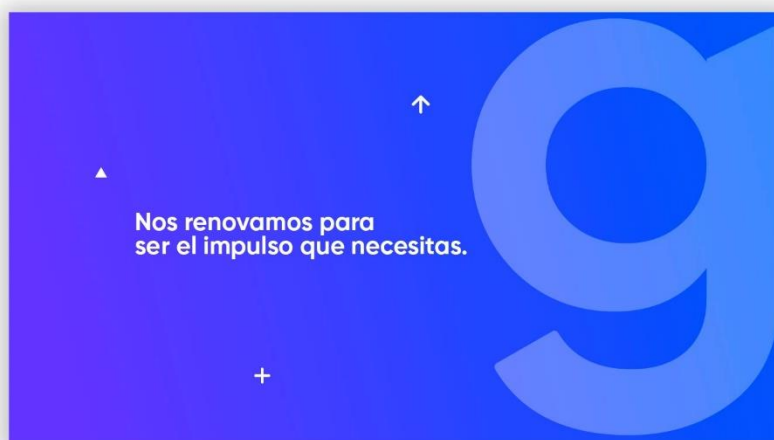 g
Nos renovamos para
ser el impulso que necesitas.